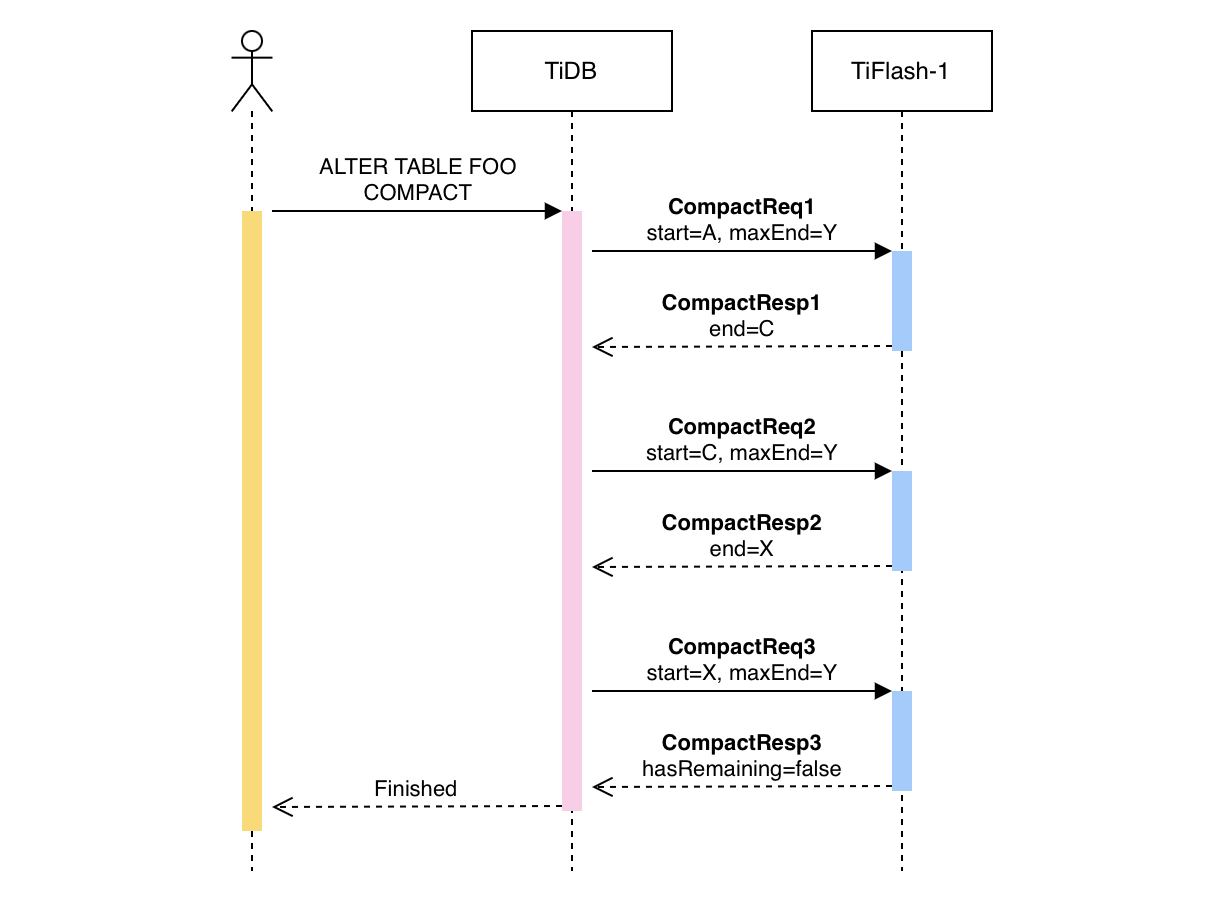 TiDB
TiFlash-1
ALTER TABLE FOO
COMPACT
CompactReq1
start=A, maxEnd=Y
CompactResp1
end=C
CompactReq2
start=C, maxEnd=Y
CompactResp2
end=X
CompactReq3
start=X, maxEnd=Y
CompactResp3
hasRemaining=false
Finished